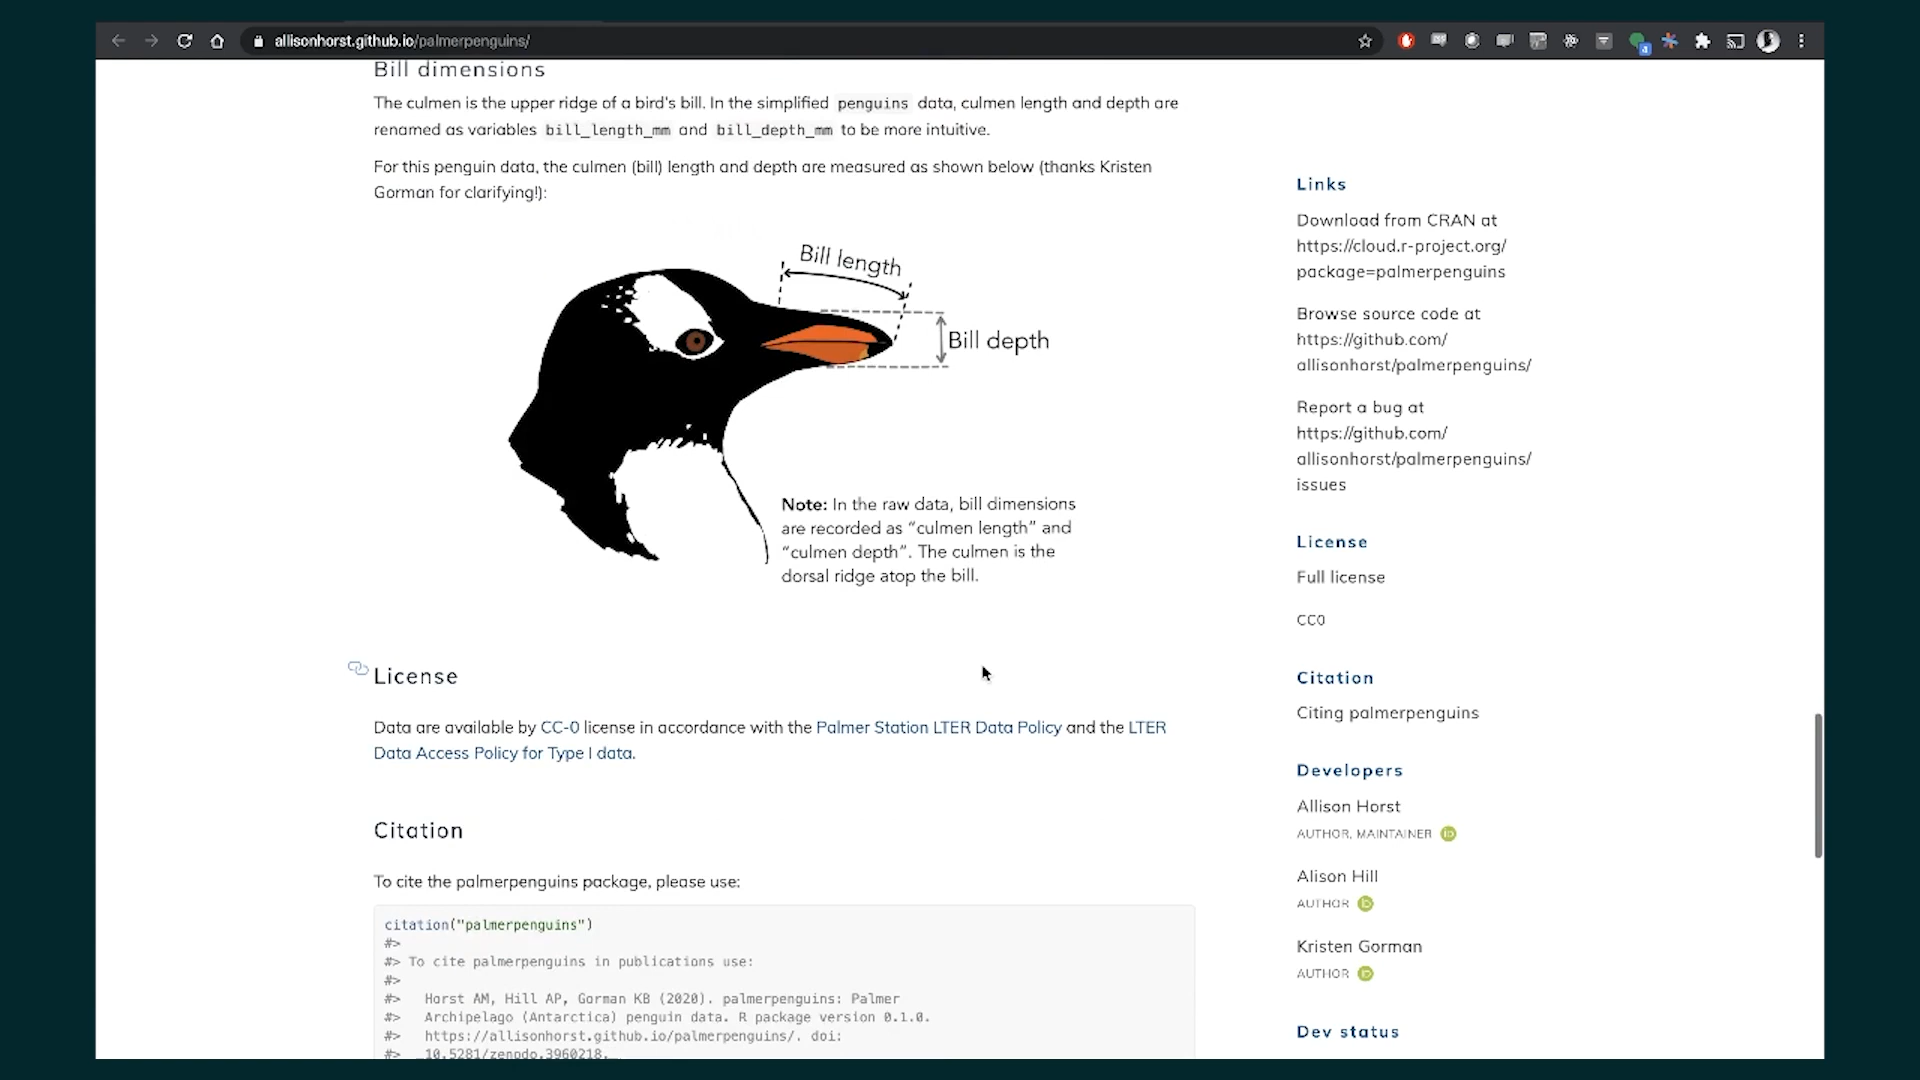 allisonhorst.github.io/palmerpenguins/
Bill dimensions
The culmen is the upper ridge of a bird's bill. In the simplified penguins data, culmen length and depth are
renamed as variables bill_length_mm and bill_depth_mm to be more intuitive.
For this penguin data, the culmen (bill) length and depth are measured as shown below (thanks Kristen
Gorman for clarifying!):
Bill length
Bill depth
Note: In the raw data, bill dimensions
are recorded as “culmen length” and
“culmen depth”. The culmen is the
dorsal ridge atop the bill.
License
Data are available by CC-0 license in accordance with the Palmer Station LTER Data Policy and the LTER
Data Access Policy for Type I data.
Citation
To cite the palmerpenguins package, please use:
citation("palmerpenguins")
#>
#> To cite palmerpenguins in publications use:
#>
#> Horst AM, Hill AP, Gorman KB (2020). palmerpenguins: Palmer
#> Archipelago (Antarctica) penguin data. R package version 0.1.0.
#> https://allisonhorst.github.io/palmerpenguins/. doi:
#> 10.5281/zenodo.3960218.
Links
Download from CRAN at
https://cloud.r-project.org/
package=palmerpenguins
Browse source code at
https://github.com/
allisonhorst/palmerpenguins/
Report a bug at
https://github.com/
allisonhorst/palmerpenguins/
issues
License
Full license
CC0
Citation
Citing palmerpenguins
Developers
Allison Horst
AUTHOR, MAINTAINER iD
Alison Hill
AUTHOR iD
Kristen Gorman
AUTHOR iD
Dev status